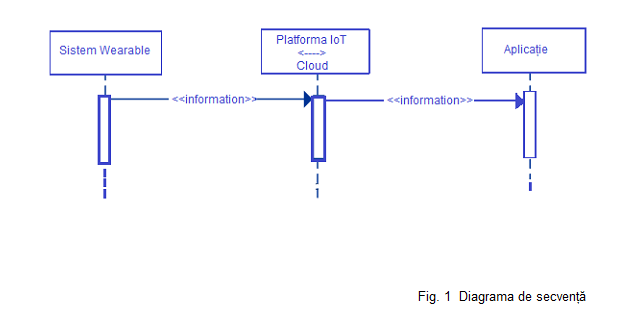 Sistem Wearable
Platforma IoT
<---->
Cloud
Aplicație
<<information>>
<<information>>
Fig. 1 Diagrama de secvență